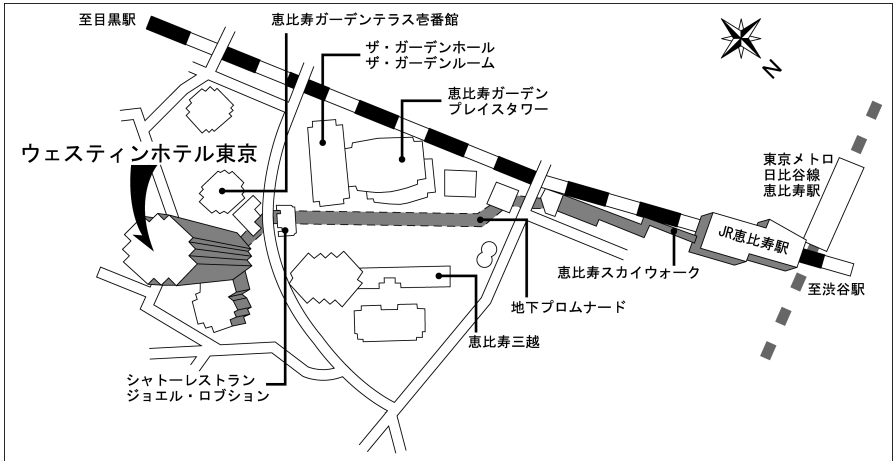 至目黒駅
恵比寿ガーデンテラス壱番館
ザ・ガーデンホール
ザ・ガーデンルーム
恵比寿ガーデン
プレイスタワー
N
ウェスティンホテル東京
東京メトロ
日比谷線
恵比寿駅
JR恵比寿駅
恵比寿スカイウォーク
至渋谷駅
地下プロムナード
恵比寿三越
シャトーレストラン
ジョエル・ロブション